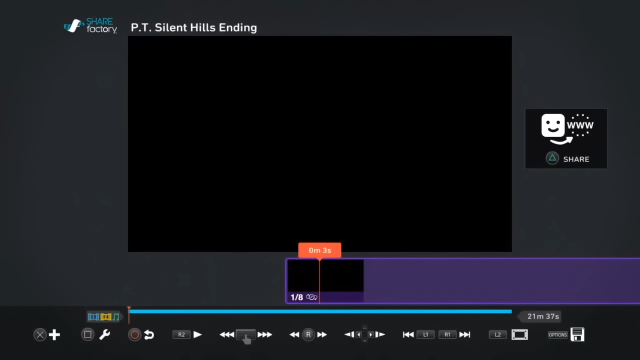 SHARE
factory
P.T. Silent Hills Ending
WWW
SHARE
0m 3s
1/8
21m 37s
R2
R
L1
R1
L2
OPTIONS